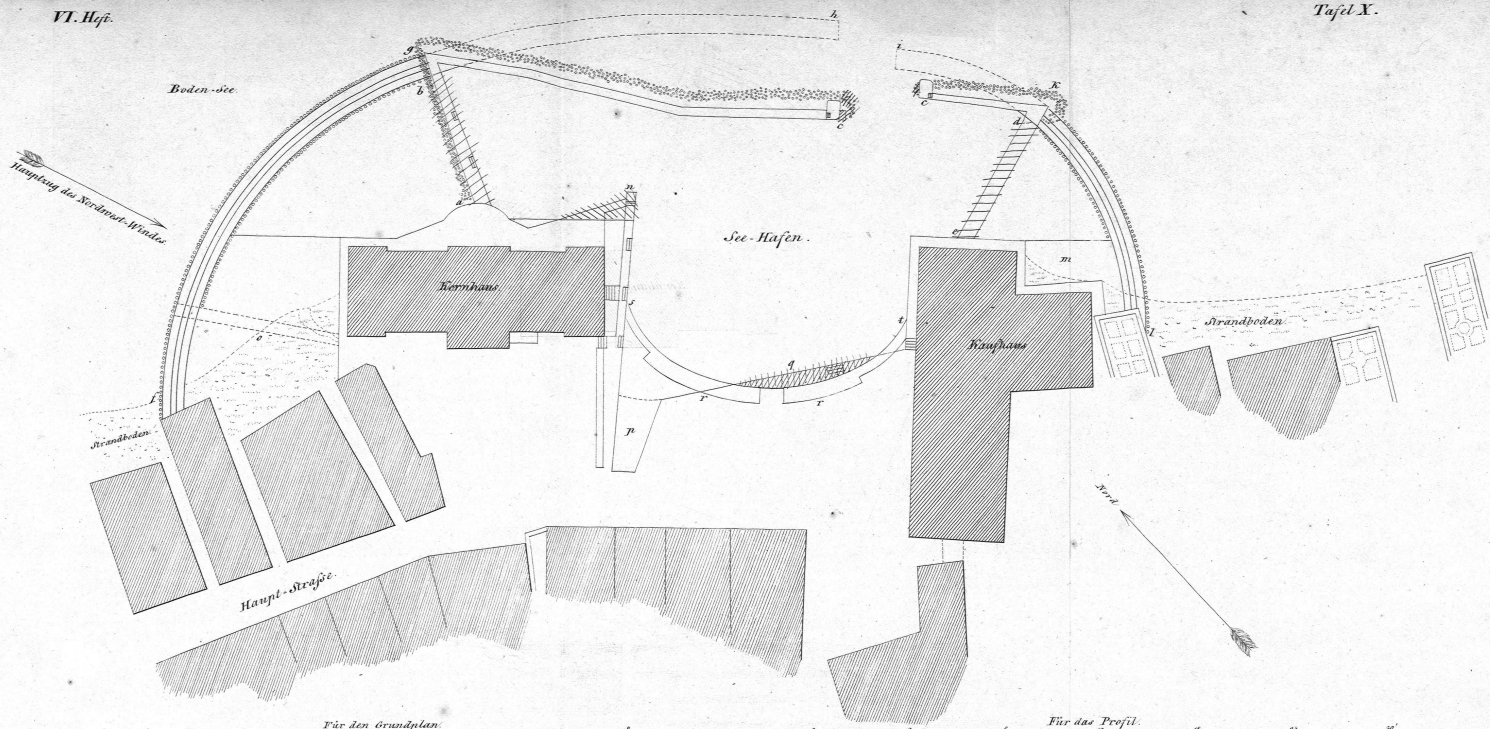 VI. Heft.
Tafel X.
h
g
i
Boden-See
b
k
c
c
d
r
Hauptzug des Nordwest-Windes
a
n
e
See-Hafen.
m
Kernhaus.
s
t
Kaufhaus
Strandboden
l
o
q
f
r
r
Strandboden
p
Nord
Haupt-Strasse.
Für den Grundplan.
Für das Profil.